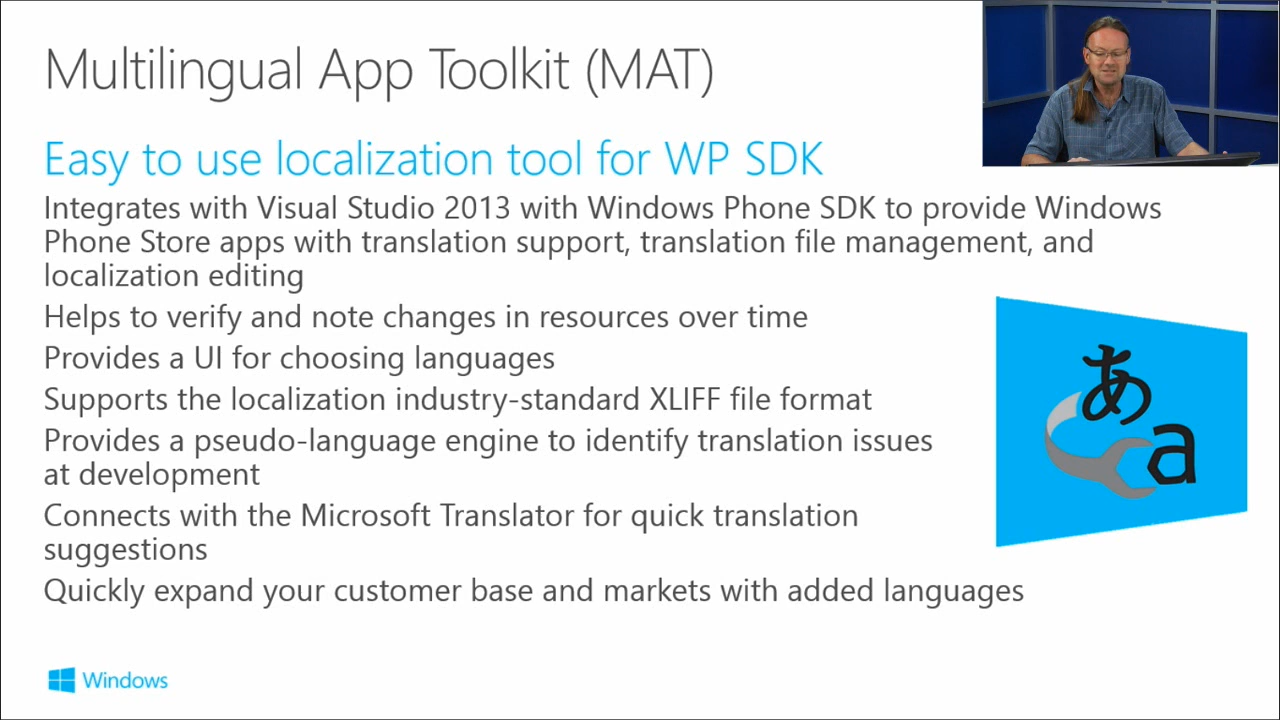 Multilingual App Toolkit (MAT)
Easy to use localization tool for WP SDK
Integrates with Visual Studio 2013 with Windows Phone SDK to provide Windows
Phone Store apps with translation support, translation file management, and
localization editing
Helps to verify and note changes in resources over time
Provides a UI for choosing languages
Supports the localization industry-standard XLIFF file format
Provides a pseudo-language engine to identify translation issues
at development
Connects with the Microsoft Translator for quick translation
suggestions
Quickly expand your customer base and markets with added languages
あ
a
Windows